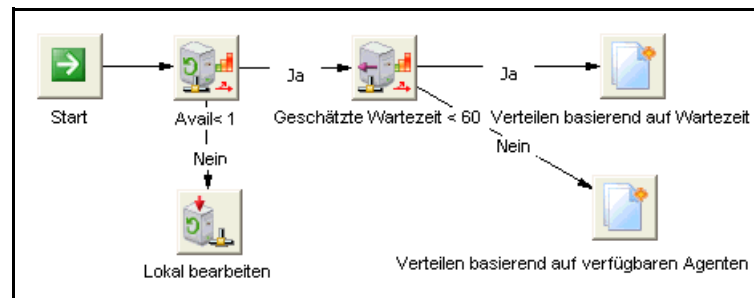 Ja
Ja
Start
Avail< 1
Geschätzte Wartezeit < 60
Verteilen basierend auf Wartezeit
Nein
Nein
Lokal bearbeiten
Verteilen basierend auf verfügbaren Agenten